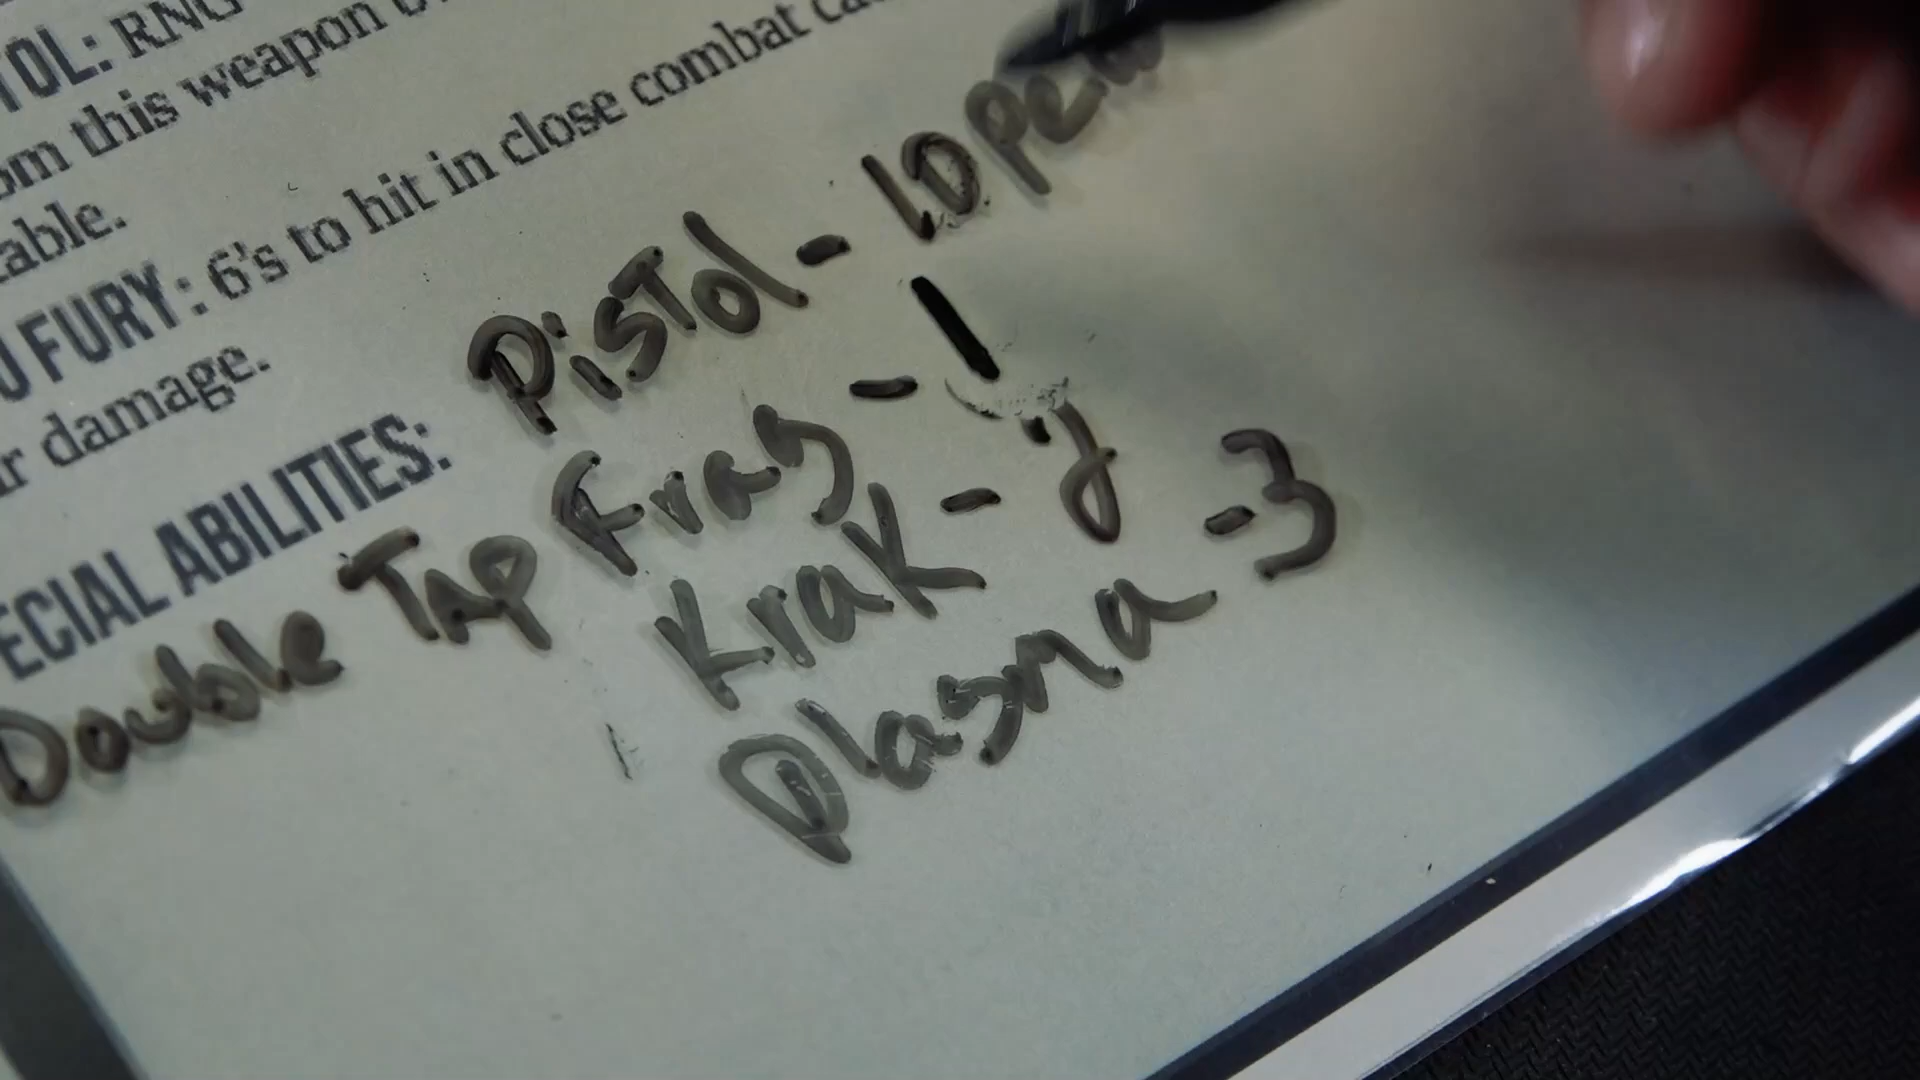 TOL: RNG
om this weapon
able.
U FURY: 6's to hit in close combat
r damage.
ECIAL ABILITIES:
Pistol - 10
Double TAP
Frag - 1
Krak - 2
Plasma - 3